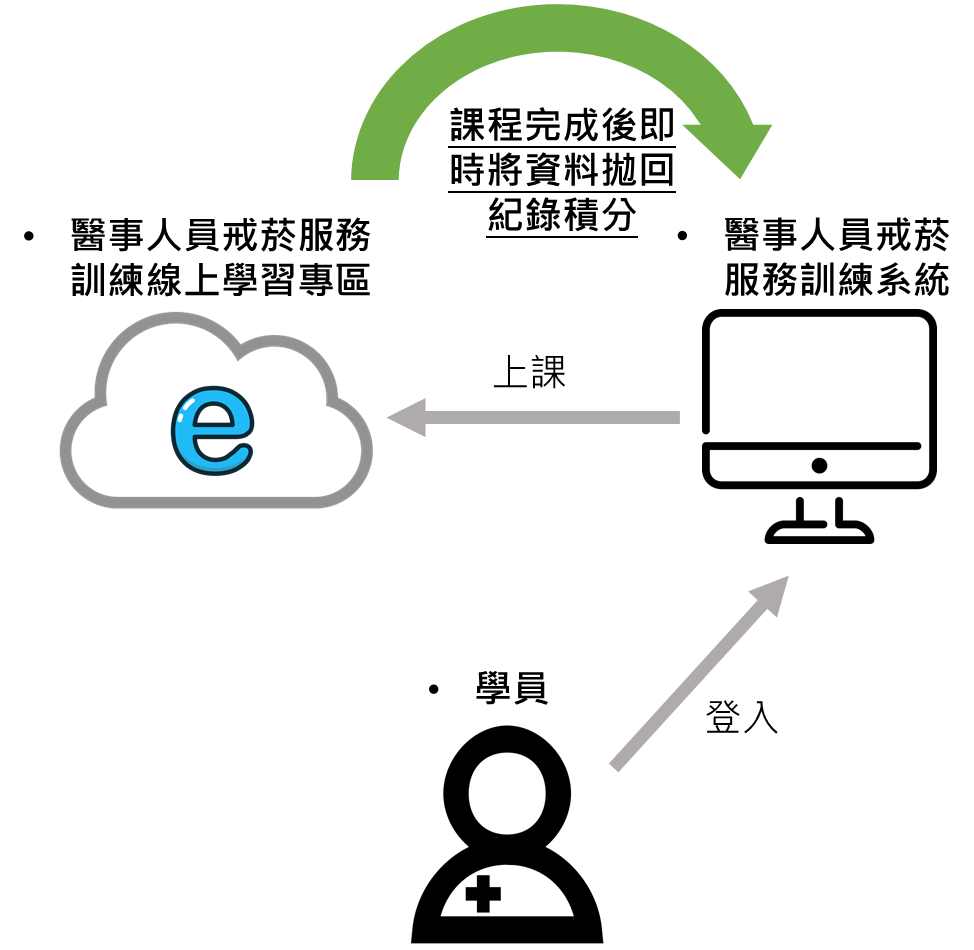 課程完成後即
時將資料拋回
紀錄積分
• 醫事人員戒菸服務
訓練線上學習專區
• 醫事人員戒菸
服務訓練系統
上課
e
• 學員
登入